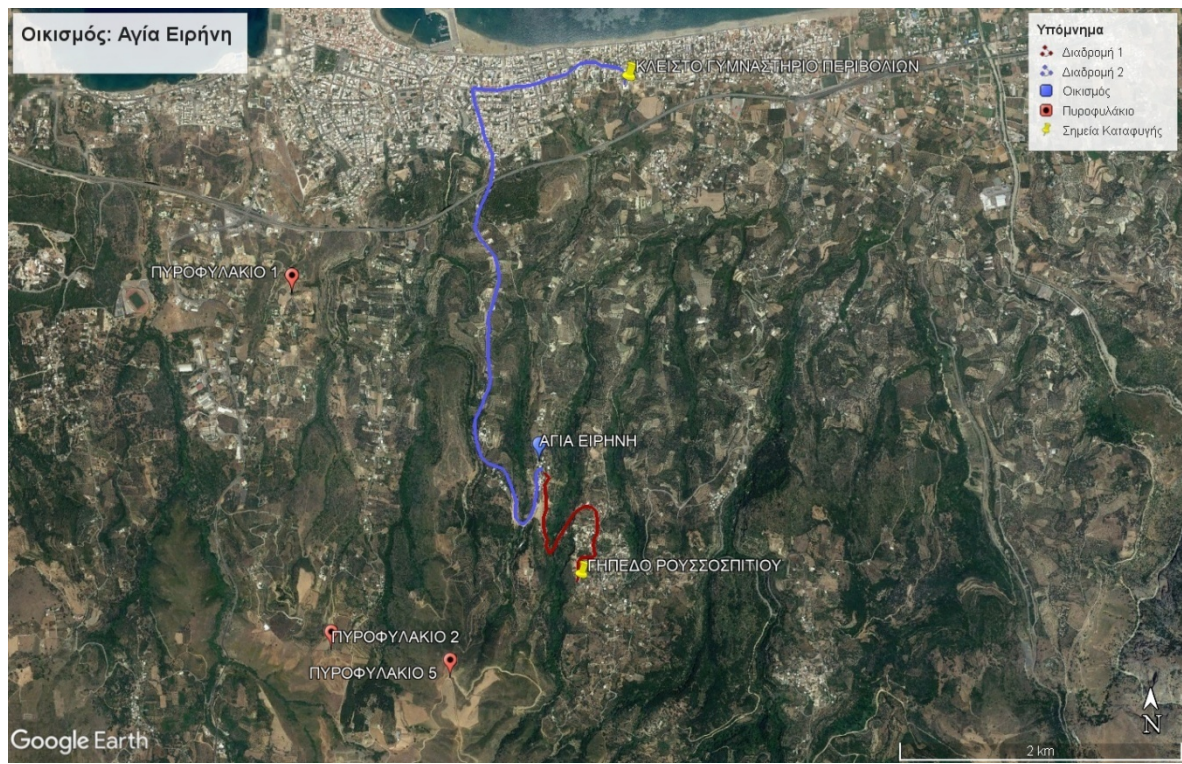 Οικισμός: Αγία Ειρήνη
Υπόμνημα
Διαδρομή 1
Διαδρομή 2
Οικισμός
Πυροφυλάκιο
Σημεία Καταφυγής
ΚΛΕΙΣΤΟ ΓΥΜΝΑΣΤΗΡΙΟ ΠΕΡΙΒΟΛΙΩΝ
ΠΥΡΟΦΥΛΑΚΙΟ 1
ΑΓΙΑ ΕΙΡΗΝΗ
ΓΗΠΕΔΟ ΡΟΥΣΣΟΣΠΙΤΙΟΥ
ΠΥΡΟΦΥΛΑΚΙΟ 2
ΠΥΡΟΦΥΛΑΚΙΟ 5
Google Earth
N
2 km